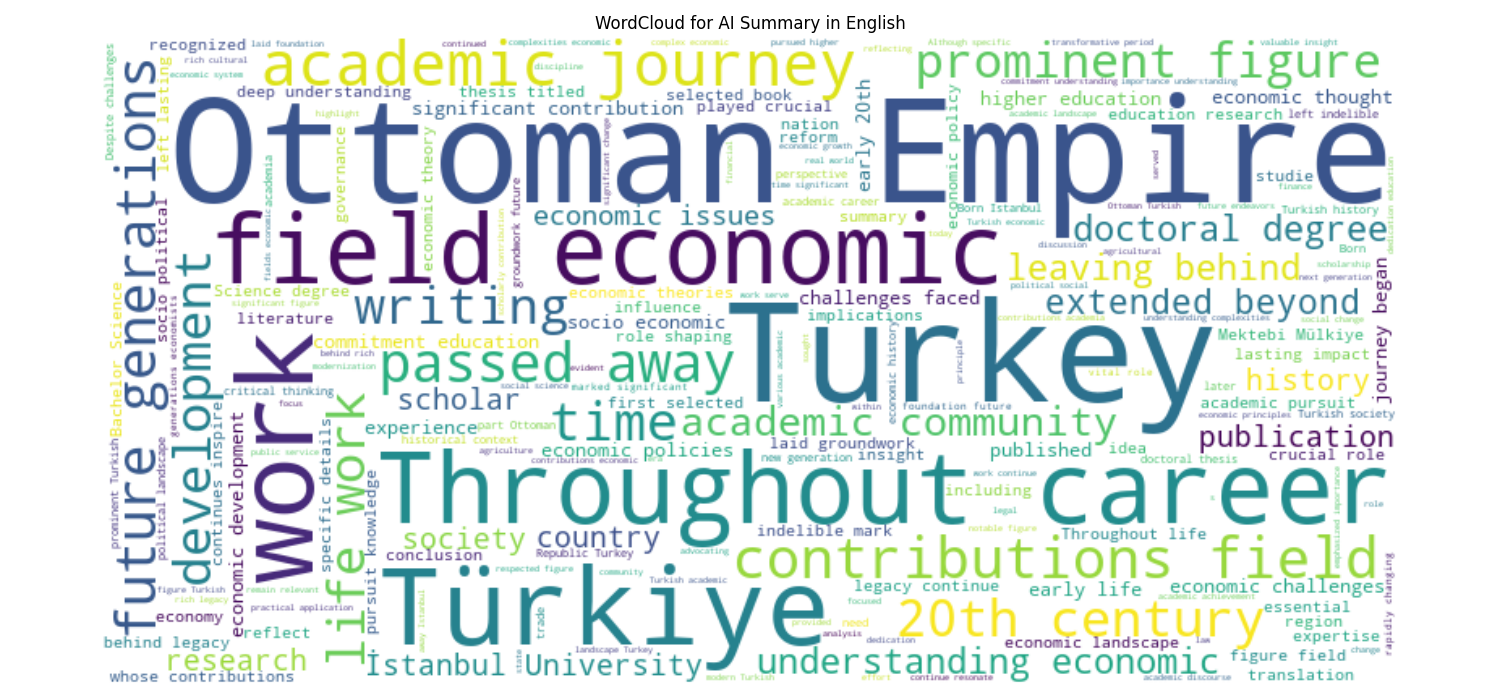 WordCloud for AI Summary in English
recognized
laid foundation
continued
complexities economic
complex economic
pursued higher
reflecting
Although specific
transformative period
valuable insight
rich cultural
economic system
academic journey
discipline
prominent figure
commitment understanding
importance understanding
Despite challenges
left lasting
future generations
deep understanding
thesis titled
selected book
significant contribution
played crucial
early 20th
higher education
economic thought
academic landscape
education research
left indelible
highlight
Ottoman Empire
nation
reform
economic growth
real world
perspective
time significant
economic policy
significant change
financial
served
studie
finance
governance
economic theory
fields economic
academia
socio political
groundwork future
scholarly contribution
academic career
summary
economic issues
Born Istanbul
Turkish economic
Ottoman Turkish
future endeavors
Turkish history
dedication education
today
field economic
doctoral degree
discussion
agricultural
Born
scholarship
leaving behind
next generation
political social
journey began
development
Science degree
significant figure
literature
writing
economic theories
work serve
challenges faced
influence
implications
socio economic
role shaping
extended beyond
contributions academia
understanding complexities
social change
Bachelor Science
generations economists
commitment education
behind rich
modernization
evident
Turkey
Mektebi Mülkiye
lasting impact
vital role
history
later
academic pursuit
passed away
various academic
sought
economic history
principle
critical thinking
focus
social science
marked significant
scholar
first selected
within
foundation future
economic principles
Turkish society
work
life work
continues inspire
experience
part Ottoman
historical context
time
academic community
laid groundwork
insight
new generation
published
idea
publication
crucial role
doctoral thesis
prominent Turkish
political landscape
public service
specific details
agriculture
economic policies
contributions economic
era
work continue
economic development
pursuit knowledge
Throughout career
including
legal
role
society
country
conclusion
Republic Turkey
indelible mark
notable figure
Throughout life
advocating
emphasized importance
contributions field
figure Turkish
remain relevant
rich legacy
practical application
respected figure
community
Turkish academic
legacy continue
early life
economic challenges
academic achievement
rapidly changing
economy
Türkiye
away Istanbul
trade
focused
provided
need
20th century
essential
region
expertise
behind legacy
reflect
analysis
dedication
economic landscape
law
change
research
İstanbul University
landscape Turkey
state
understanding economic
figure field
whose contributions
modern Turkish
effort
continue resonate
academic discourse
translation